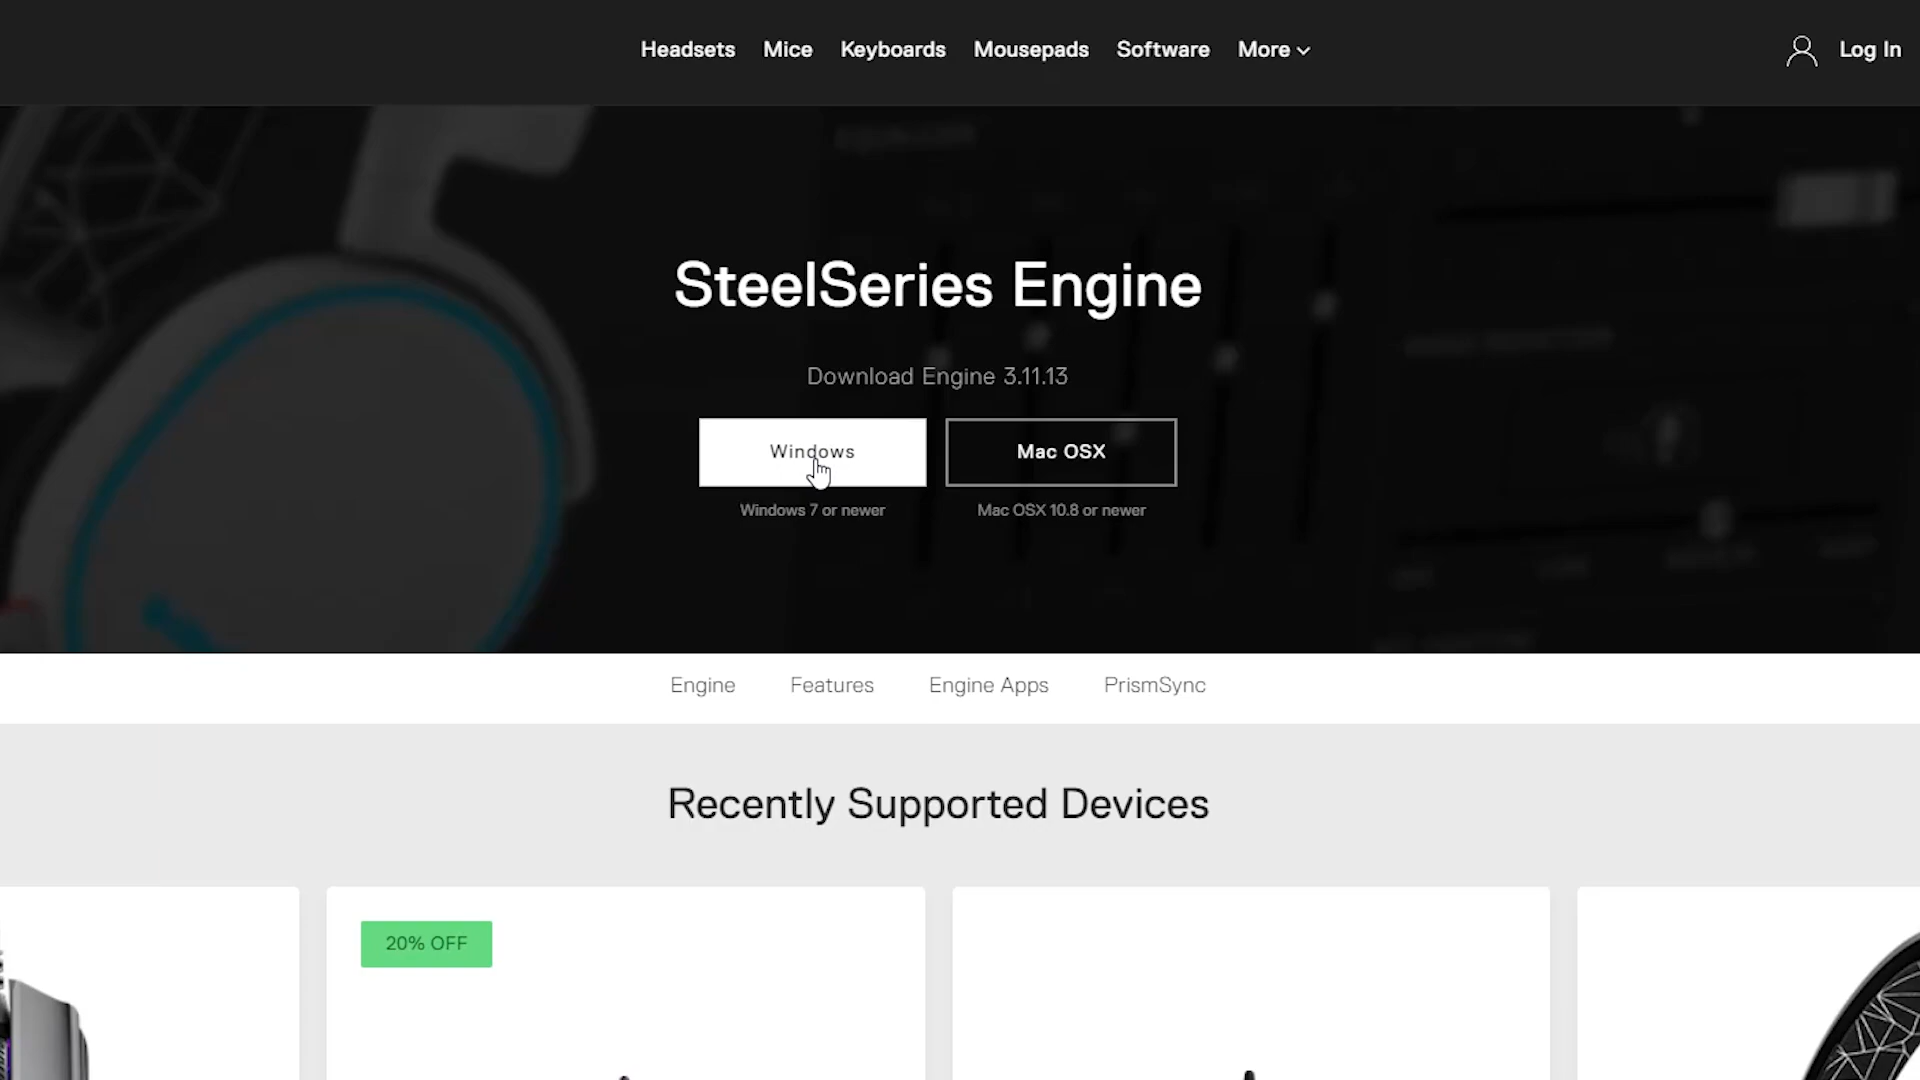 Headsets Mice Keyboards Mousepads Software More Log In
SteelSeries Engine
Download Engine 3.11.13
Windows Mac OSX
Windows 7 or newer Mac OSX 10.8 or newer
Engine Features Engine Apps PrismSync
Recently Supported Devices
20% OFF